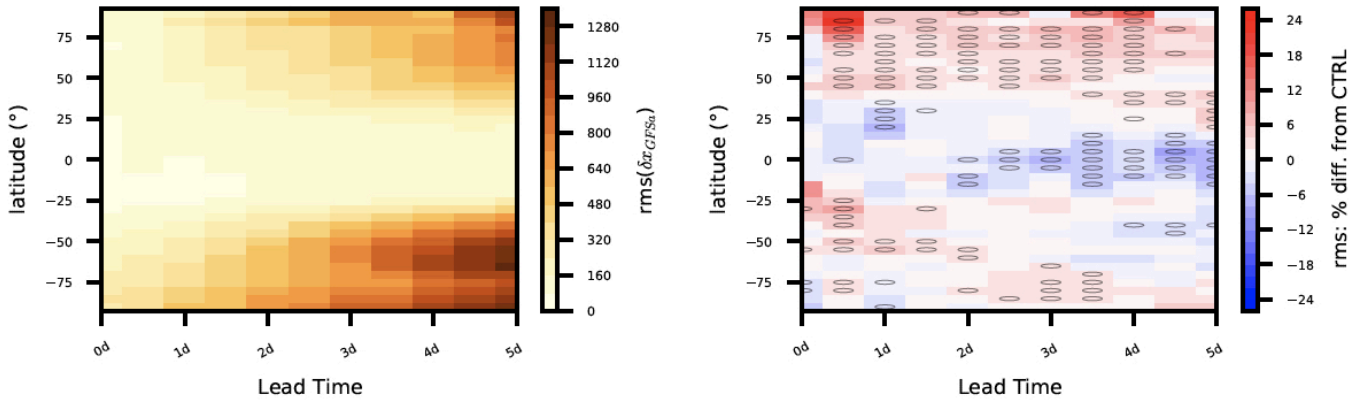 latitude (°)
75
50
25
0
−25
−50
−75
0d
1d
2d
3d
4d
5d
Lead Time
1280
1120
960
800
640
480
320
160
0
rms(δx_GFSa)
latitude (°)
75
50
25
0
−25
−50
−75
0d
1d
2d
3d
4d
5d
Lead Time
24
18
12
6
0
−6
−12
−18
−24
rms: % diff. from CTRL